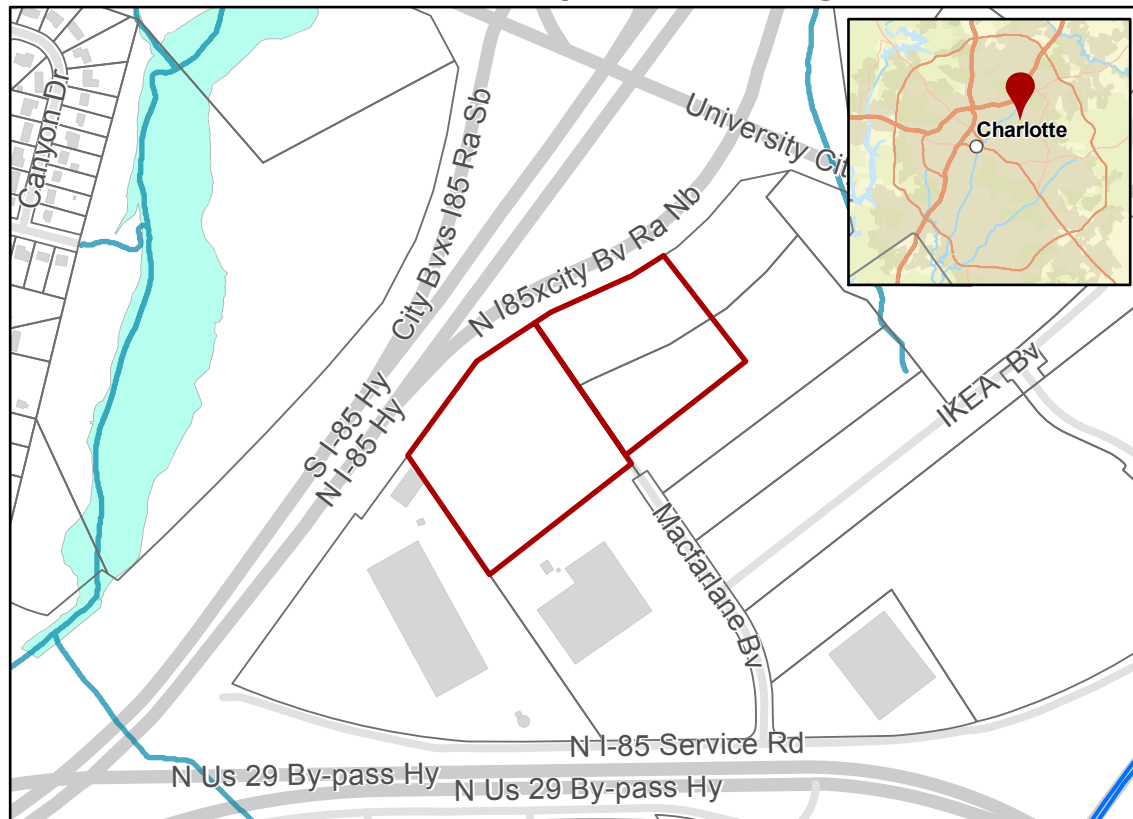 Canyon Dr
City Bvxs I85 Ra Sb
University Cit
Charlotte
N I85xcity Bv Ra Nb
S I-85 Hy
N I-85 Hy
IKEA Bv
Macfarlane Bv
N I-85 Service Rd
N Us 29 By-pass Hy
N Us 29 By-pass Hy